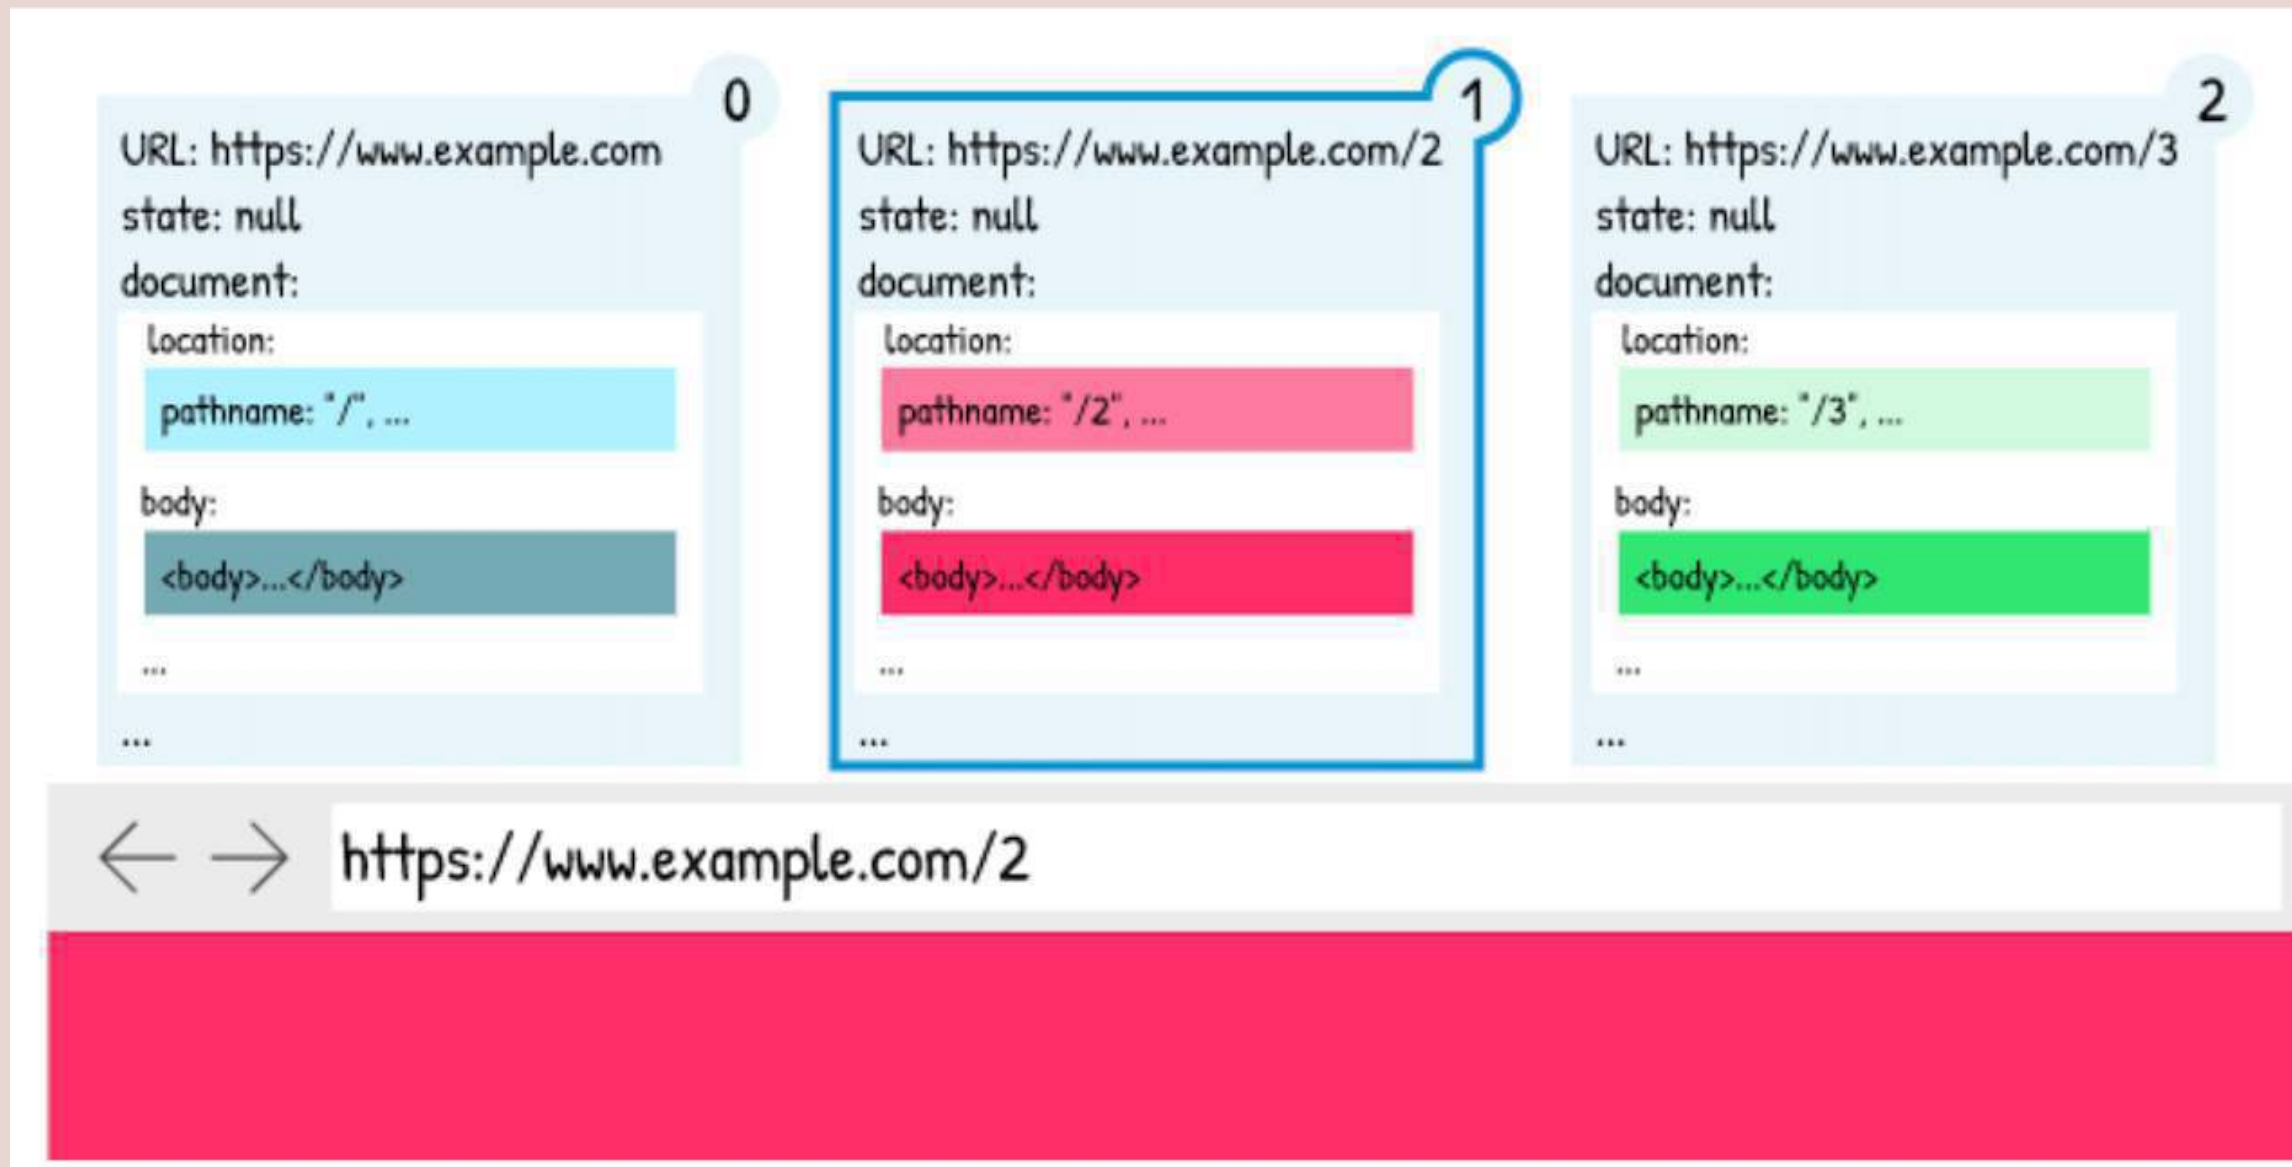 0
URL: https://www.example.com
state: null
document:
location:
pathname: "/", ...
body:
<body>...</body>
...
...
1
URL: https://www.example.com/2
state: null
document:
location:
pathname: "/2", ...
body:
<body>...</body>
...
...
2
URL: https://www.example.com/3
state: null
document:
location:
pathname: "/3", ...
body:
<body>...</body>
...
...
https://www.example.com/2